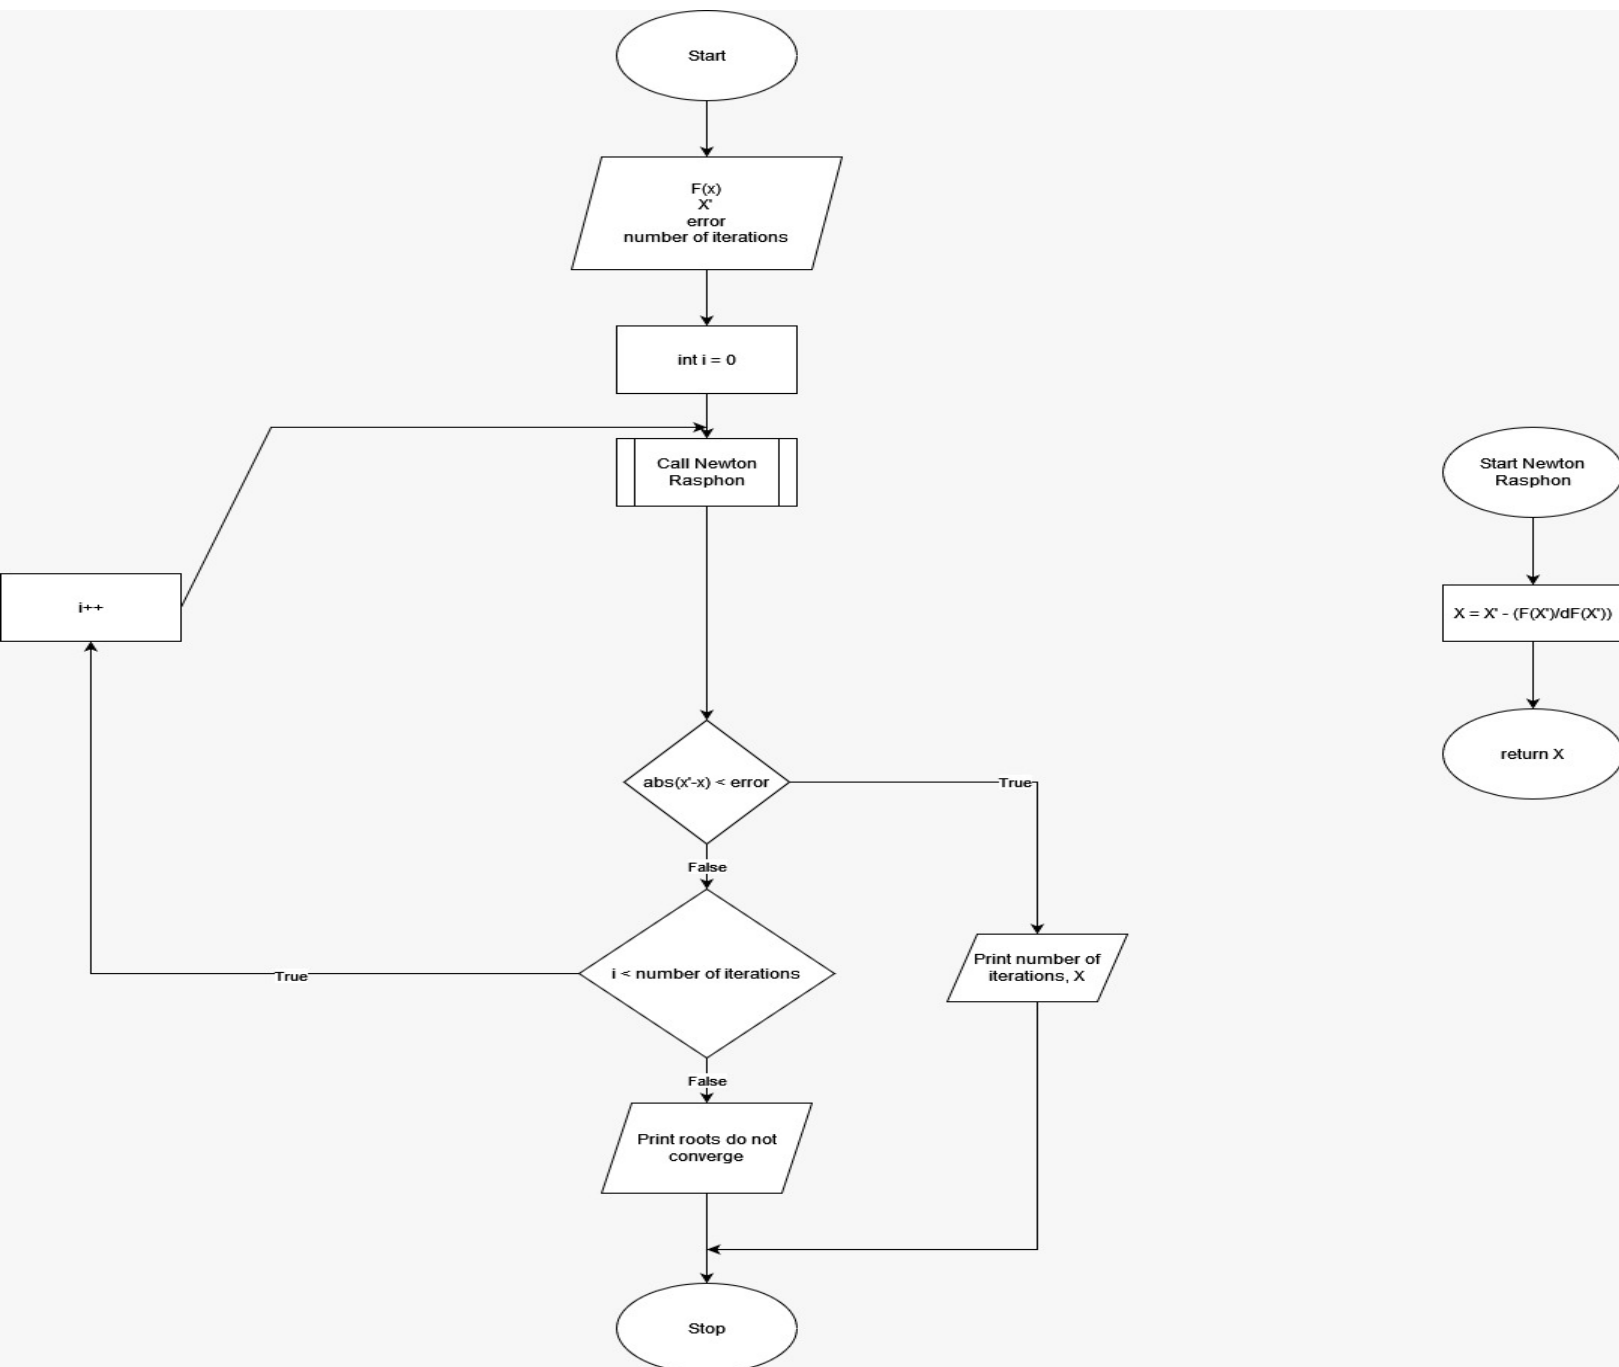 Start
F(x)
X'
error
number of iterations
int i = 0
Call Newton
Rasphon
i++
abs(x'-x) < error
True
False
i < number of iterations
True
False
Print number of
iterations, X
Print roots do not
converge
Stop
Start Newton
Rasphon
X = X' - (F(X')/dF(X'))
return X